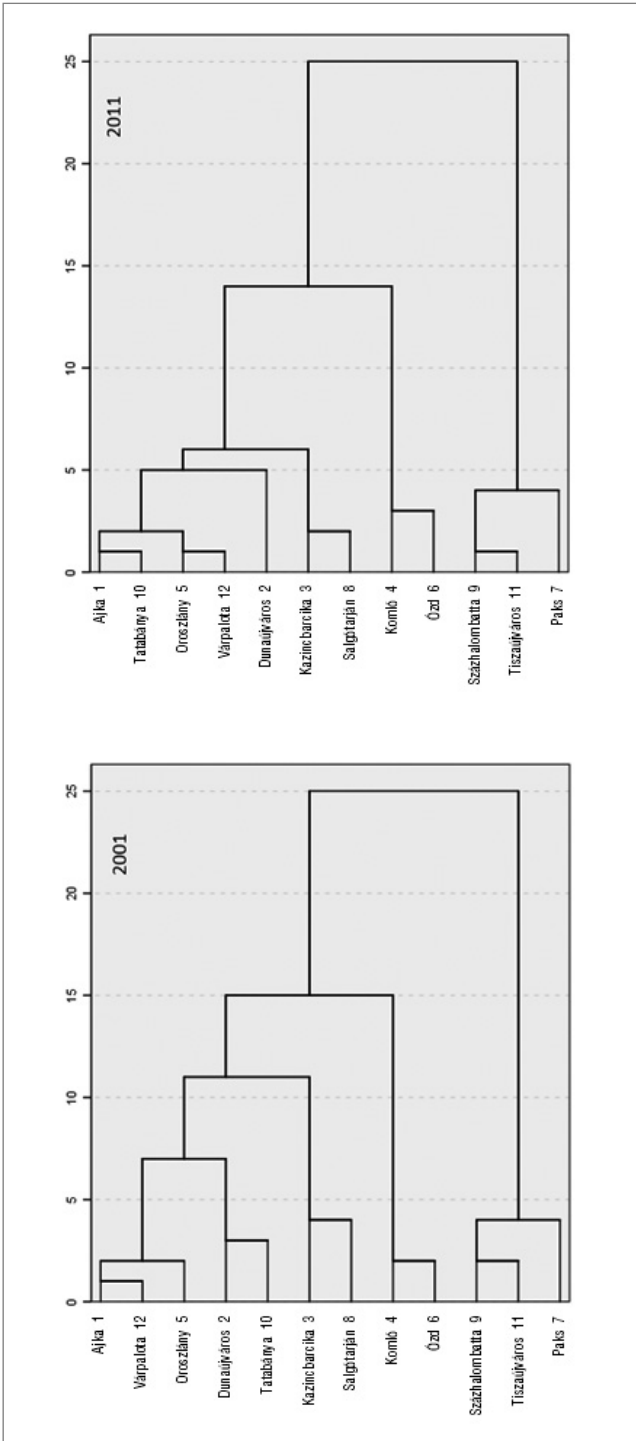 2011
25
20
15
10
5
0
Ajka 1
Tatabánya 10
Oroszlány 5
Várpalota 12
Dunaújváros 2
Kazincbarcika 3
Salgótarján 8
Komló 4
Ózd 6
Százhalombatta 9
Tiszaújváros 11
Paks 7
2001
25
20
15
10
5
0
Ajka 1
Várpalota 12
Oroszlány 5
Dunaújváros 2
Tatabánya 10
Kazincbarcika 3
Salgótarján 8
Komló 4
Ózd 6
Százhalombatta 9
Tiszaújváros 11
Paks 7